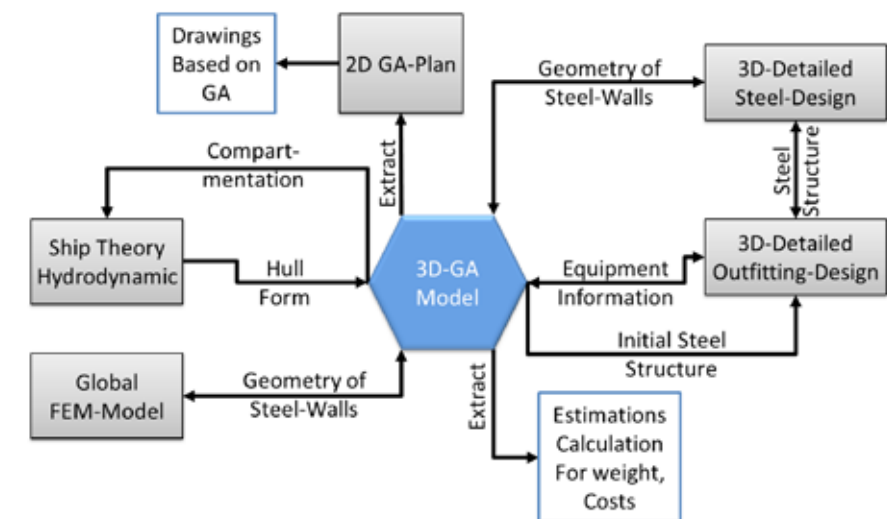 Drawings
Based on
GA
2D GA-Plan
Geometry of
Steel-Walls
3D-Detailed
Steel-Design
Compart-
mentation
Extract
Steel
Structure
Ship Theory
Hydrodynamic
Hull
Form
3D-GA
Model
Equipment
Information
3D-Detailed
Outfitting-Design
Initial Steel
Structure
Global
FEM-Model
Geometry of
Steel-Walls
Extract
Estimations
Calculation
For weight,
Costs